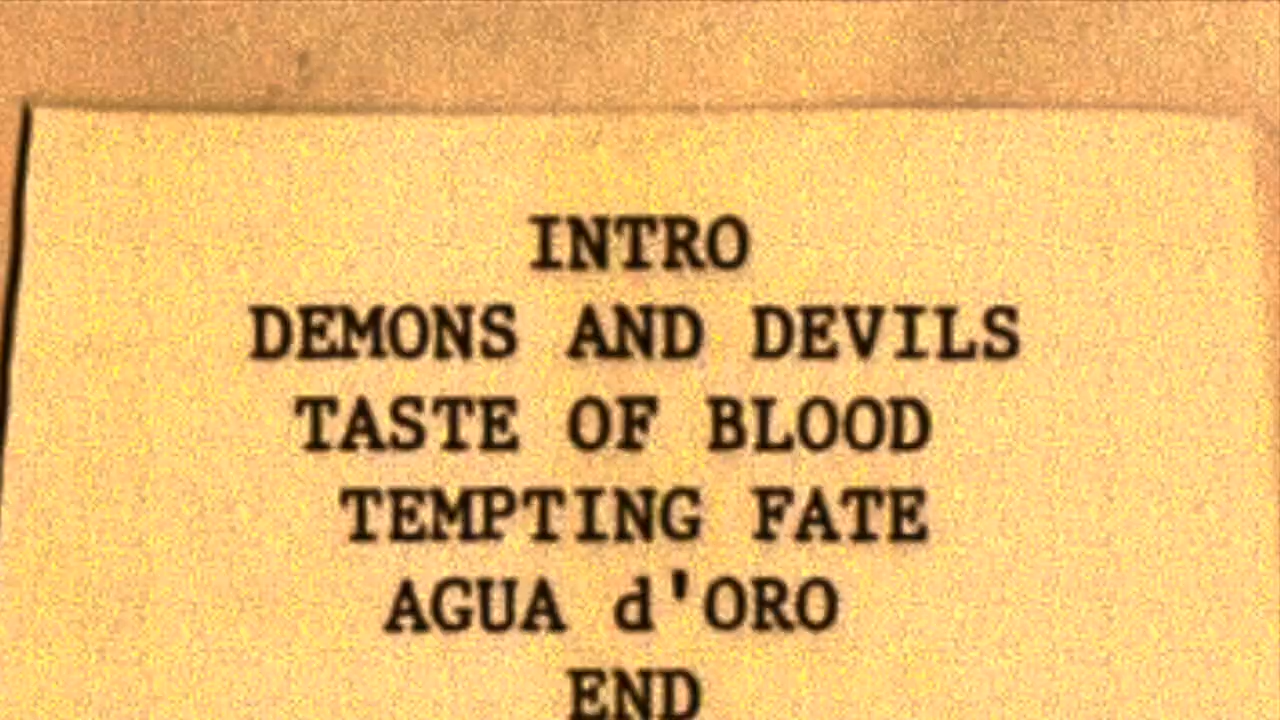 INTRO
DEMONS AND DEVILS
TASTE OF BLOOD
TEMPTING FATE
AGUA d'ORO
END